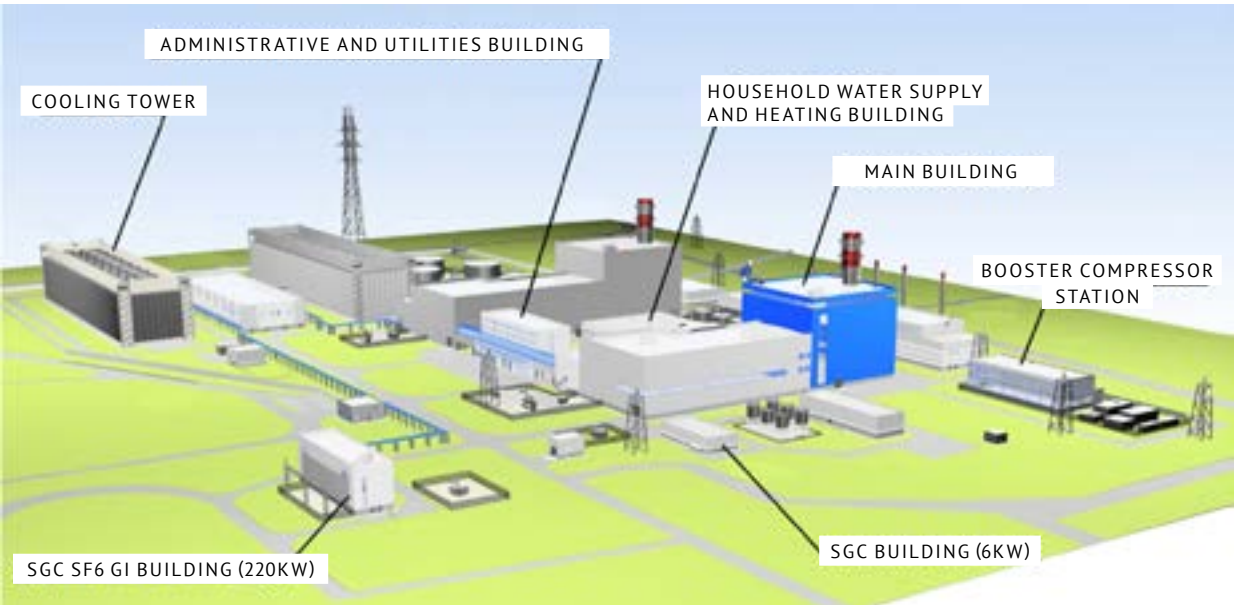 ADMINISTRATIVE AND UTILITIES BUILDING
COOLING TOWER
HOUSEHOLD WATER SUPPLY
AND HEATING BUILDING
MAIN BUILDING
BOOSTER COMPRESSOR
STATION
SGC BUILDING (6KW)
SGC SF6 GI BUILDING (220KW)